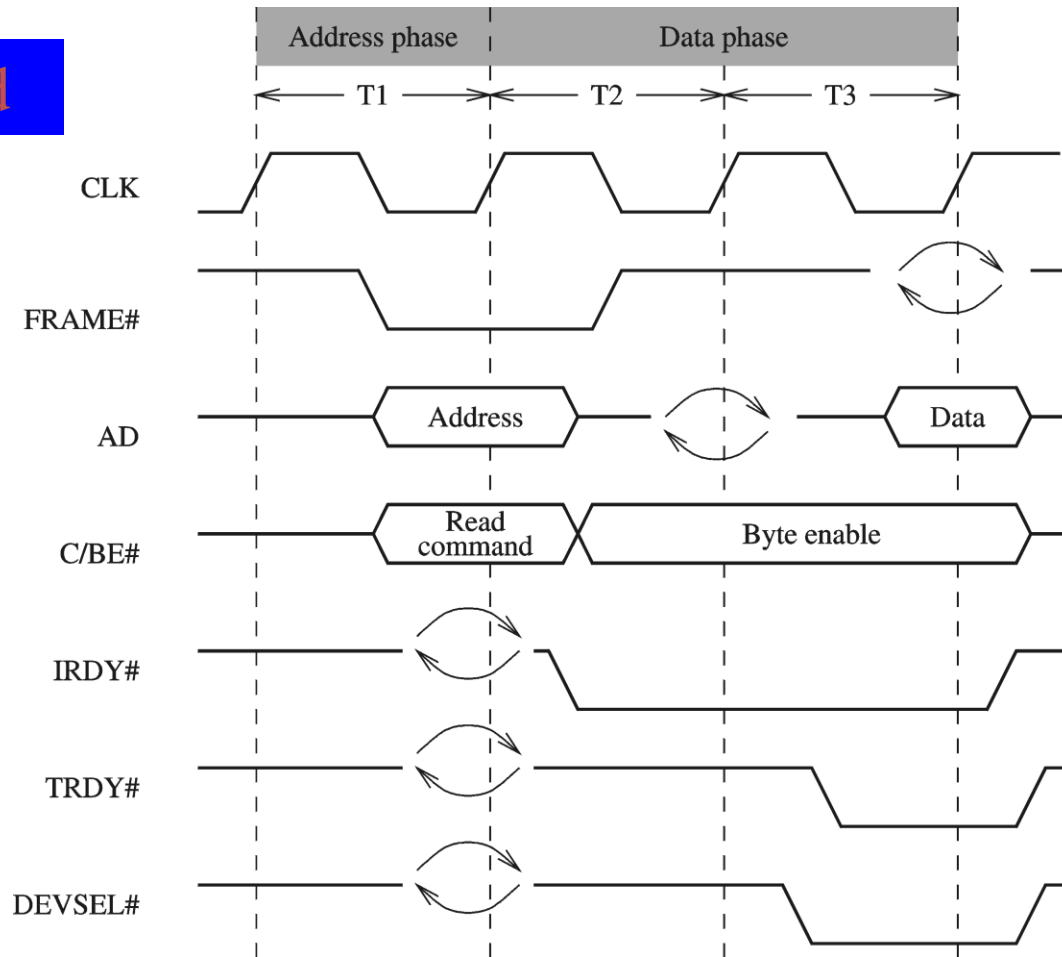 Address phase
Data phase
T1
T2
T3
CLK
FRAME#
AD
Address
Data
C/BE#
Read
command
Byte enable
IRDY#
TRDY#
DEVSEL#